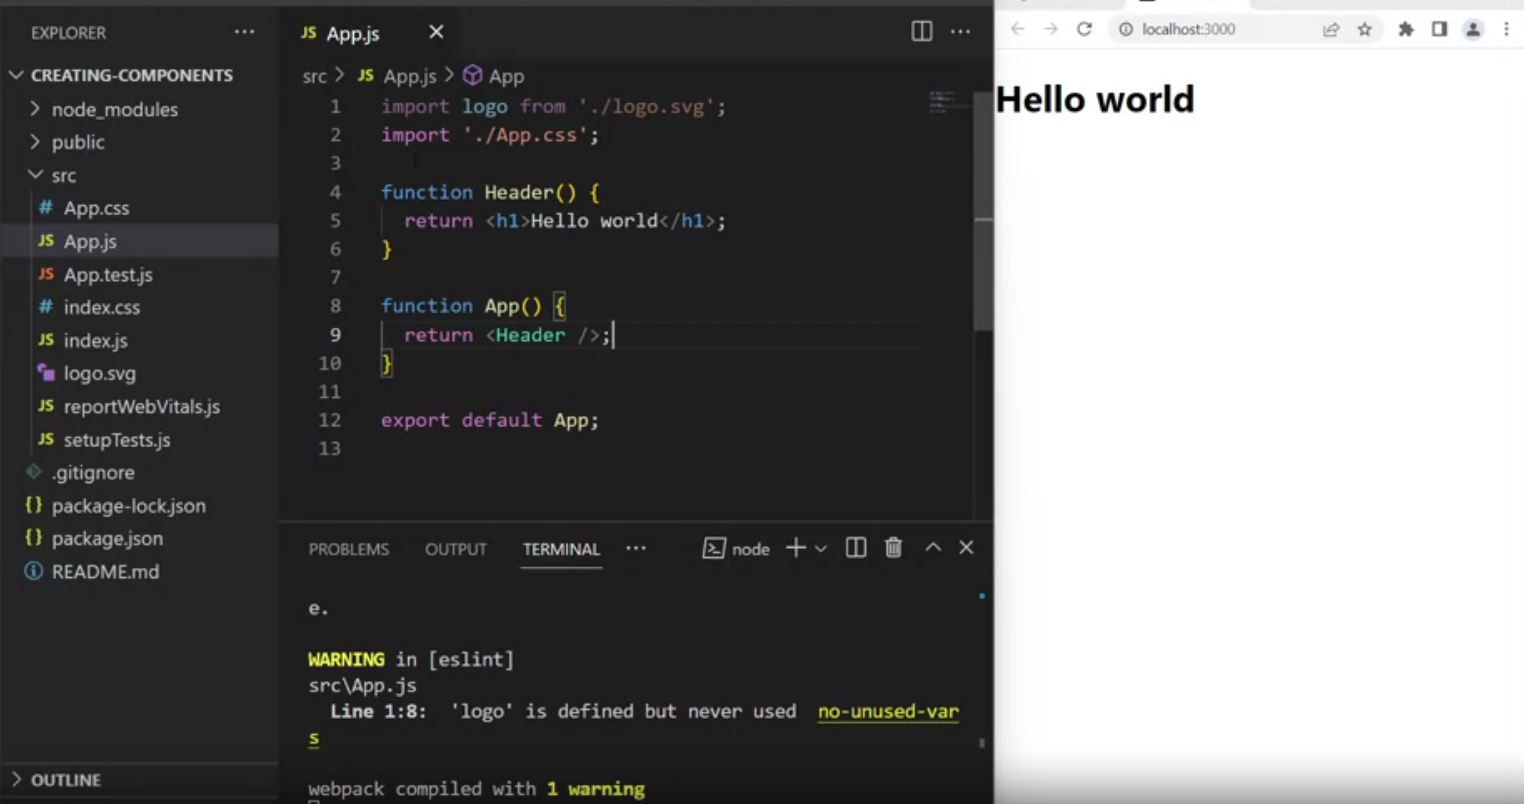 EXPLORER
CREATING-COMPONENTS
node_modules
public
src
# App.css
JS App.js
JS App.test.js
# index.css
JS index.js
logo.svg
JS reportWebVitals.js
JS setupTests.js
.gitignore
{} package-lock.json
{} package.json
README.md
OUTLINE
JS App.js
src > JS App.js > App
1 import logo from './logo.svg';
2 import './App.css';
3
4 function Header() {
5 return <h1>Hello world</h1>;
6 }
7
8 function App() {
9 return <Header />;
10 }
11
12 export default App;
13
PROBLEMS OUTPUT TERMINAL ... node
e.
WARNING in [eslint]
src\App.js
Line 1:8: 'logo' is defined but never used no-unused-var
s
webpack compiled with 1 warning
localhost:3000
Hello world